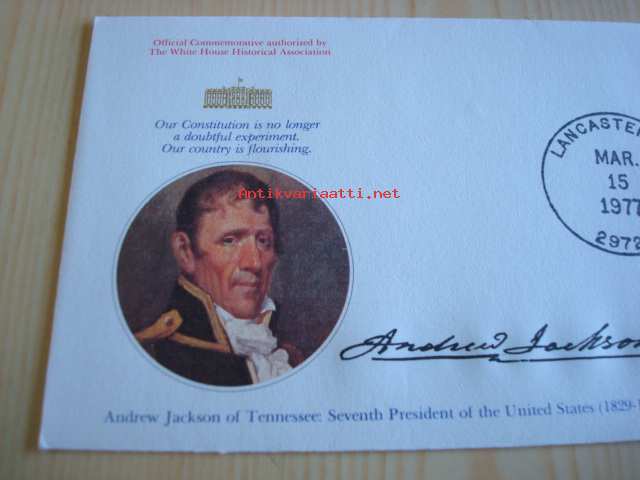 Official Commemorative authorized by
The White House Historical Association
Our Constitution is no longer
a doubtful experiment.
Our country is flourishing.
Antikvariaatti.net
LANCASTER
MAR.
15
1977
2972
Andrew Jackson
Andrew Jackson of Tennessee: Seventh President of the United States (1829-1